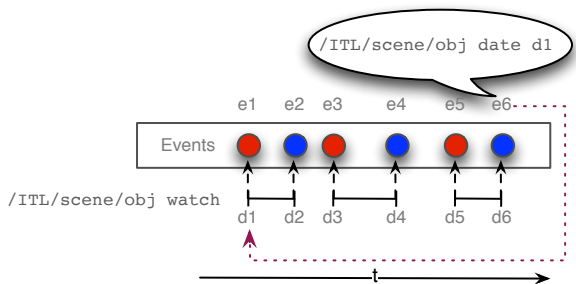 /ITL/scene/obj date d1
e1 e2 e3 e4 e5 e6
Events
/ITL/scene/obj watch
d1 d2 d3 d4 d5 d6
t